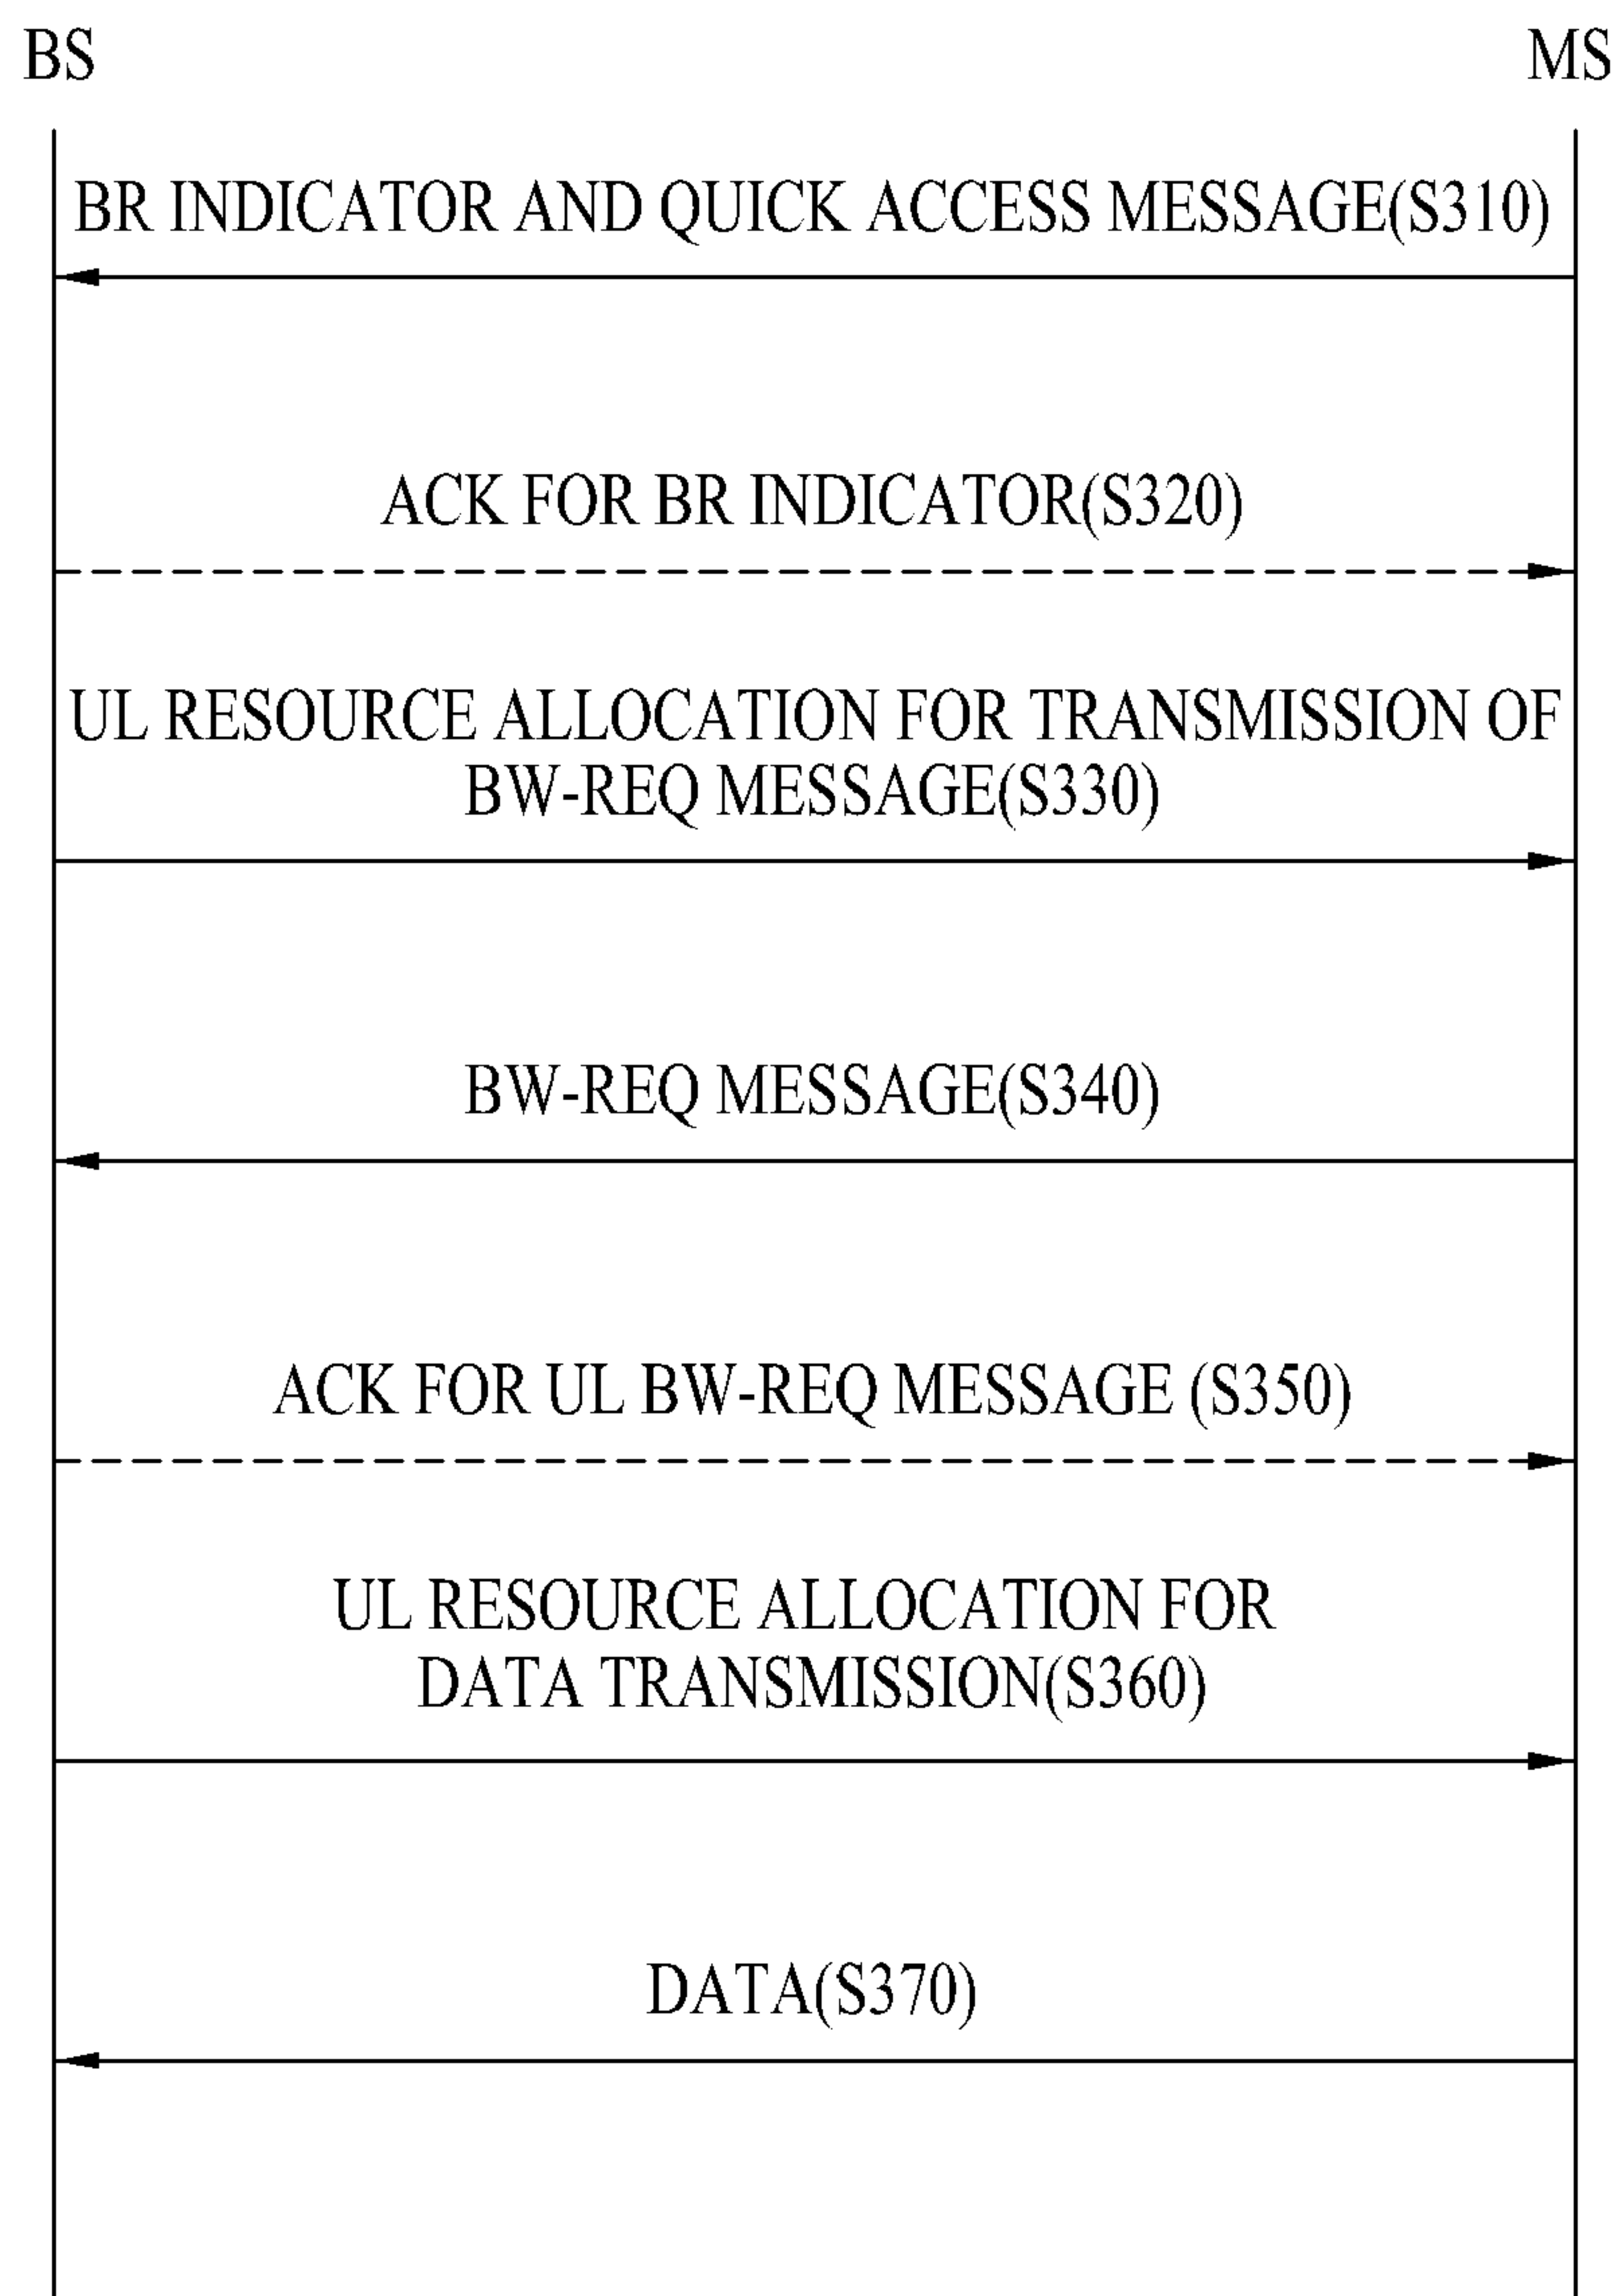 BS
MS
BR INDICATOR AND QUICK ACCESS MESSAGE(S310)
ACK FOR BR INDICATOR(S320)
UL RESOURCE ALLOCATION FOR TRANSMISSION OF
BW-REQ MESSAGE(S330)
BW-REQ MESSAGE(S340)
ACK FOR UL BW-REQ MESSAGE (S350)
UL RESOURCE ALLOCATION FOR
DATA TRANSMISSION(S360)
DATA(S370)